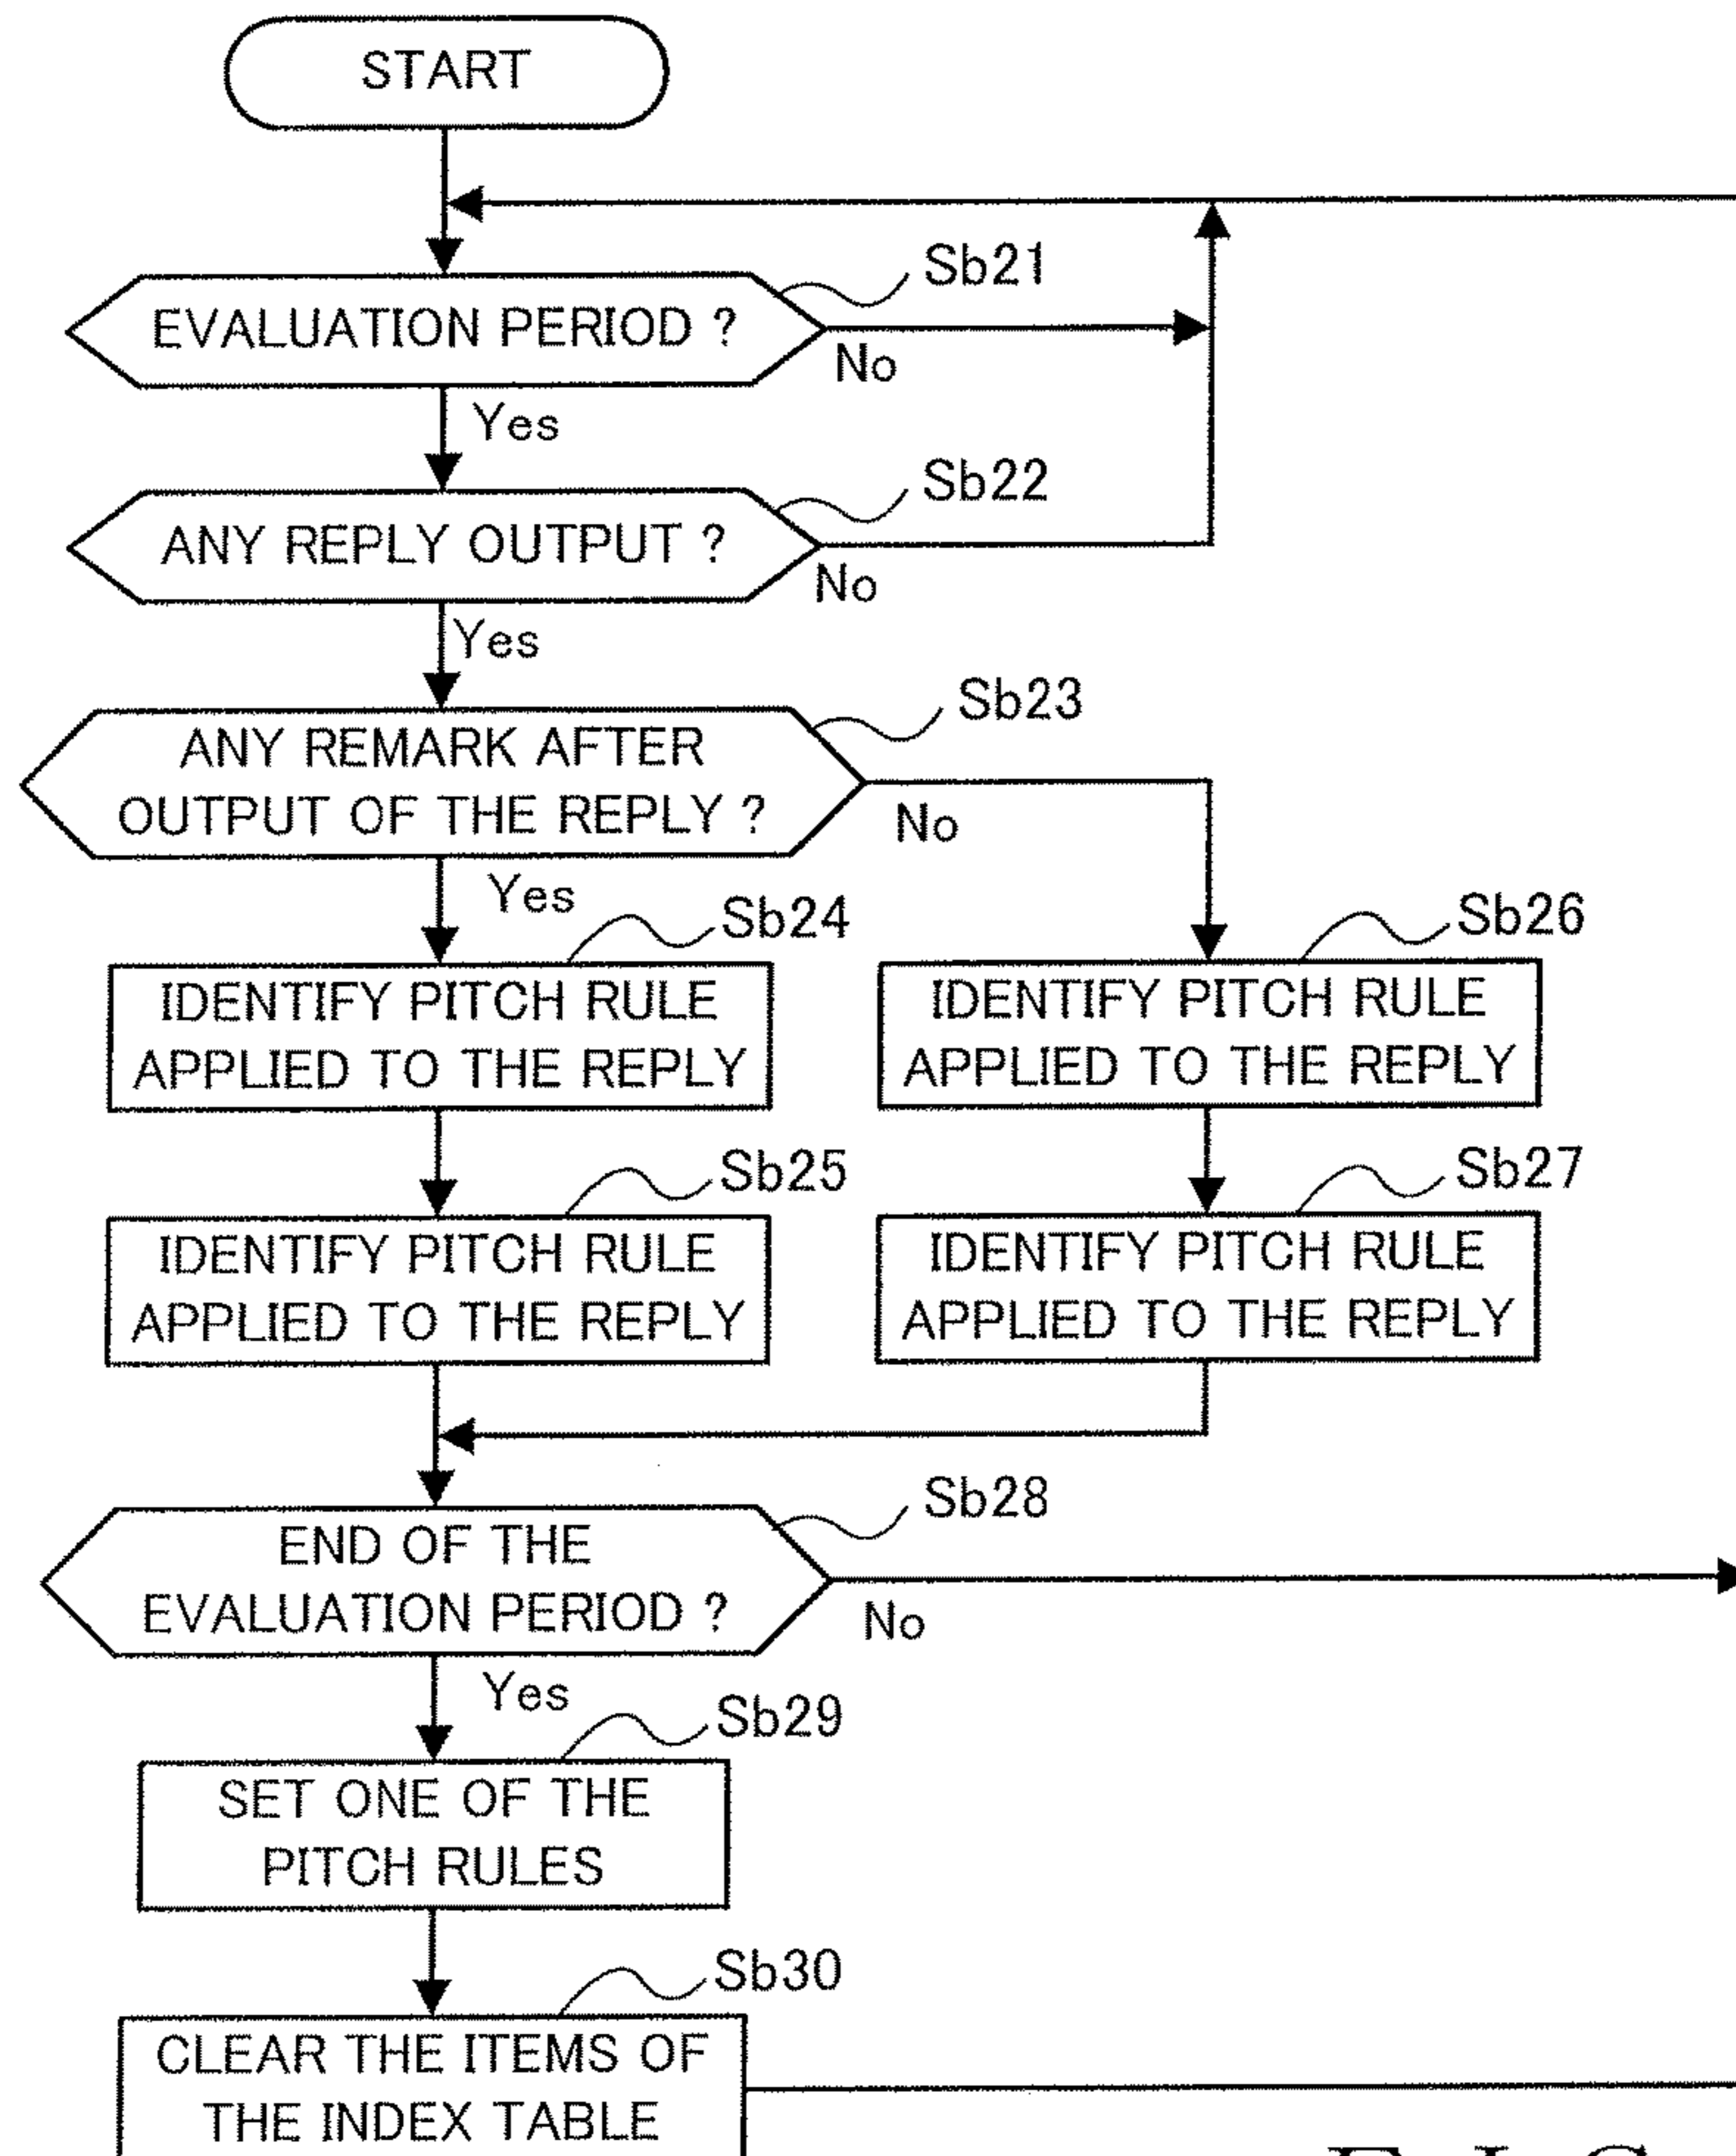 START
Sb21
EVALUATION PERIOD ?
No
Yes
Sb22
ANY REPLY OUTPUT ?
No
Yes
Sb23
ANY REMARK AFTER
OUTPUT OF THE REPLY ?
No
Yes
Sb24
IDENTIFY PITCH RULE
APPLIED TO THE REPLY
Sb26
IDENTIFY PITCH RULE
APPLIED TO THE REPLY
Sb25
IDENTIFY PITCH RULE
APPLIED TO THE REPLY
Sb27
IDENTIFY PITCH RULE
APPLIED TO THE REPLY
Sb28
END OF THE
EVALUATION PERIOD ?
No
Yes
Sb29
SET ONE OF THE
PITCH RULES
Sb30
CLEAR THE ITEMS OF
THE INDEX TABLE